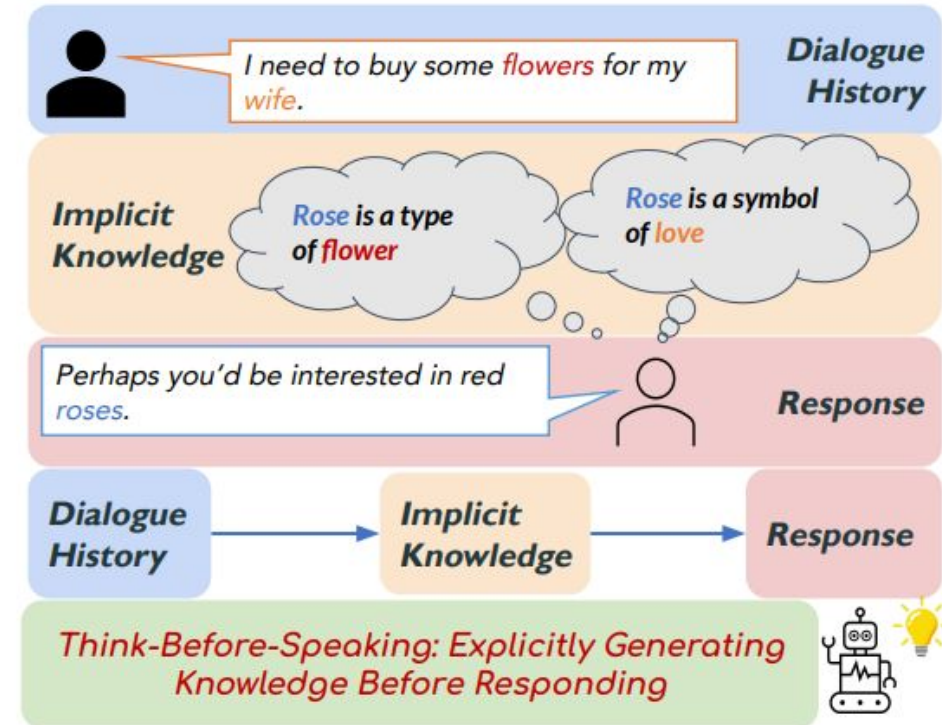 I need to buy some flowers for my
wife.
Dialogue
History
Implicit
Knowledge
Rose is a type
of flower
Rose is a symbol
of love
Perhaps you'd be interested in red
roses.
Response
Dialogue
History
Implicit
Knowledge
Response
Think-Before-Speaking: Explicitly Generating
Knowledge Before Responding